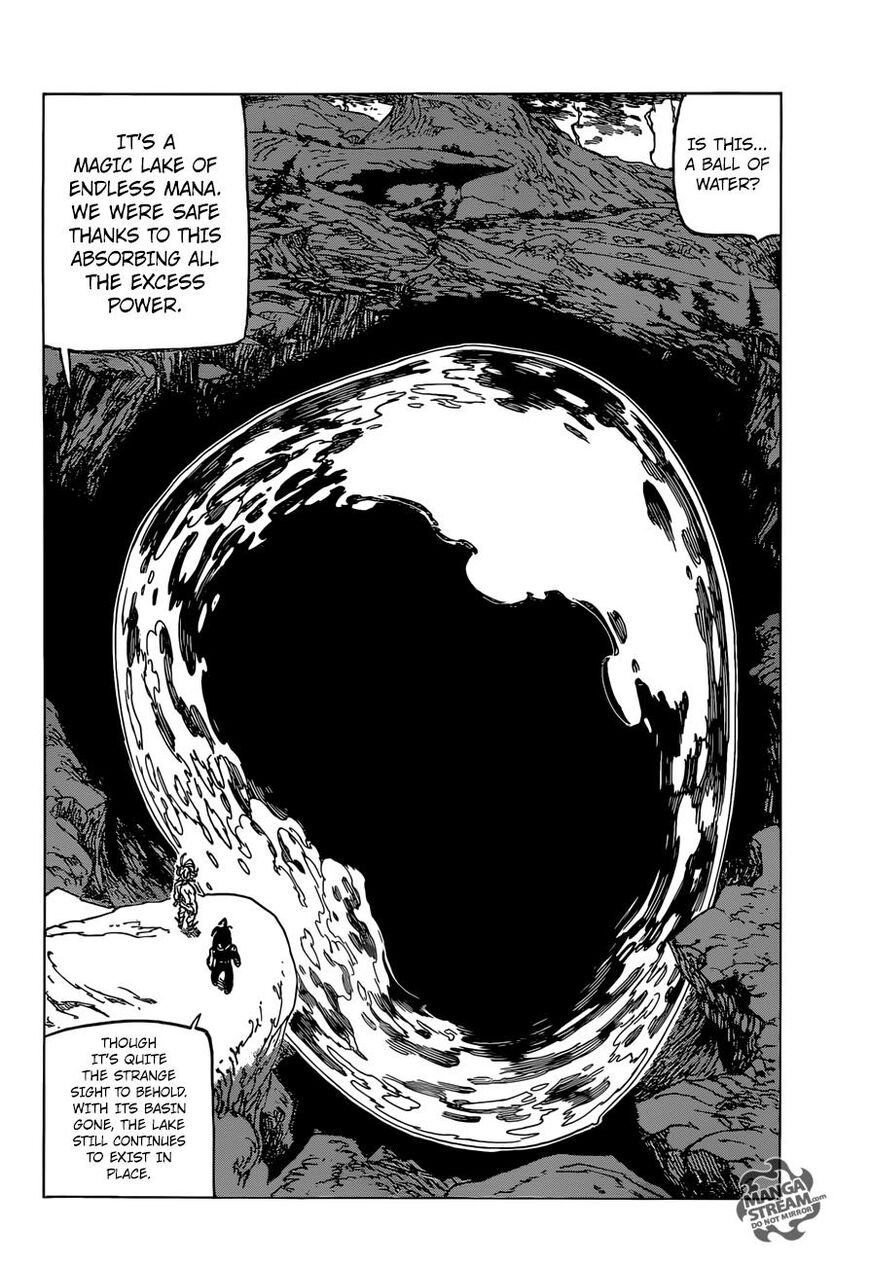 IS THIS...
A BALL OF
WATER?
IT'S A
MAGIC LAKE OF
ENDLESS MANA.
WE WERE SAFE
THANKS TO THIS
ABSORBING ALL
THE EXCESS
POWER.
THOUGH
IT'S QUITE
THE STRANGE
SIGHT TO BEHOLD.
WITH ITS BASIN
GONE, THE LAKE
STILL CONTINUES
TO EXIST IN
PLACE.
MANGA
STREAM.com
DO NOT MIRROR